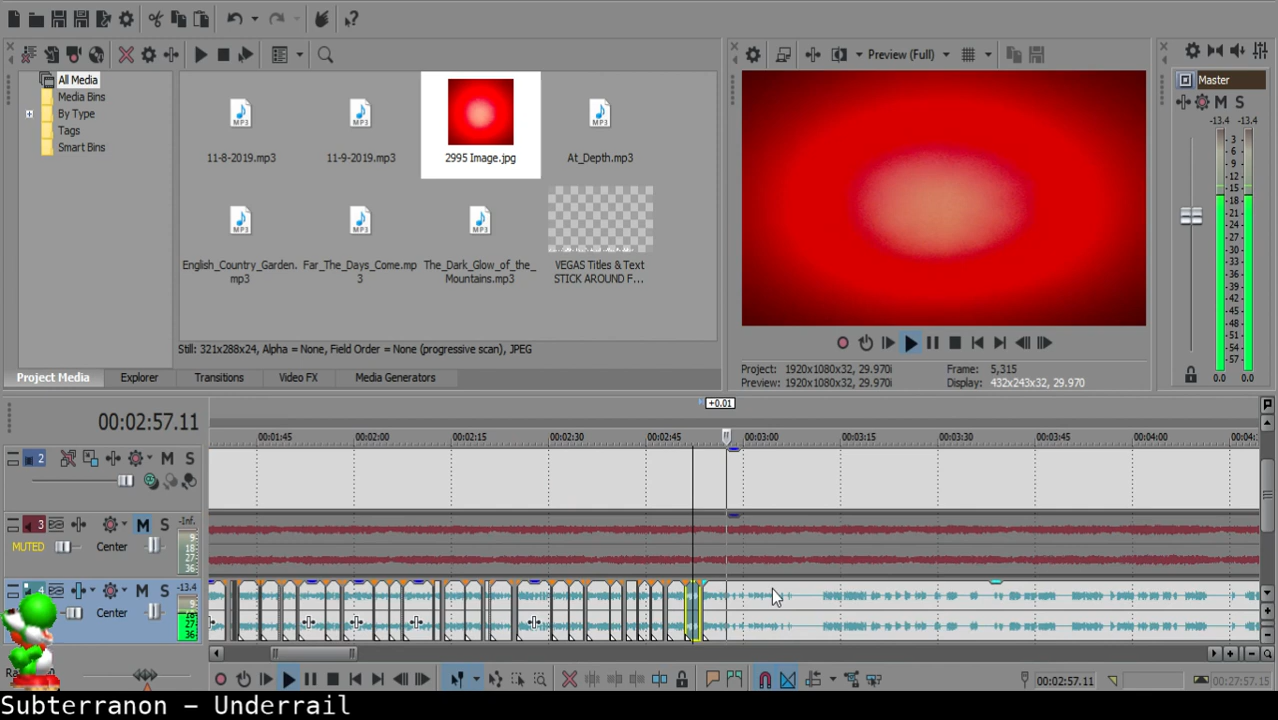 Preview (Full)
All Media
Media Bins
By Type
Tags
Smart Bins
MP3
11-8-2019.mp3
MP3
11-9-2019.mp3
2995 Image.jpg
MP3
At_Depth.mp3
MP3
English_Country_Garden.
mp3
MP3
Far_The_Days_Come.mp
3
MP3
The_Dark_Glow_of_the_
Mountains.mp3
VEGAS Titles & Text
STICK AROUND F...
Still: 321x288x24, Alpha = None, Field Order = None (progressive scan), JPEG
Project Media
Explorer
Transitions
Video FX
Media Generators
Project: 1920x1080x32, 29.970i
Preview: 1920x1080x32, 29.970i
Frame: 5,315
Display: 432x243x32, 29.970
Master
M S
-13.4 -13.4
3
6
9
12
15
18
21
24
27
30
33
36
39
42
45
48
51
54
57
0.0 0.0
+0.01
00:02:57.11
00:01:45 00:02:00 00:02:15 00:02:30 00:02:45 00:03:00 00:03:15 00:03:30 00:03:45 00:04:00 00:04:
2 M S
3 M S -Inf.
MUTED Center
9
18
27
36
4 M S -13.4
Center
9
27
36
00:02:57.11
00:27:57.15
Subterranon – Underrail